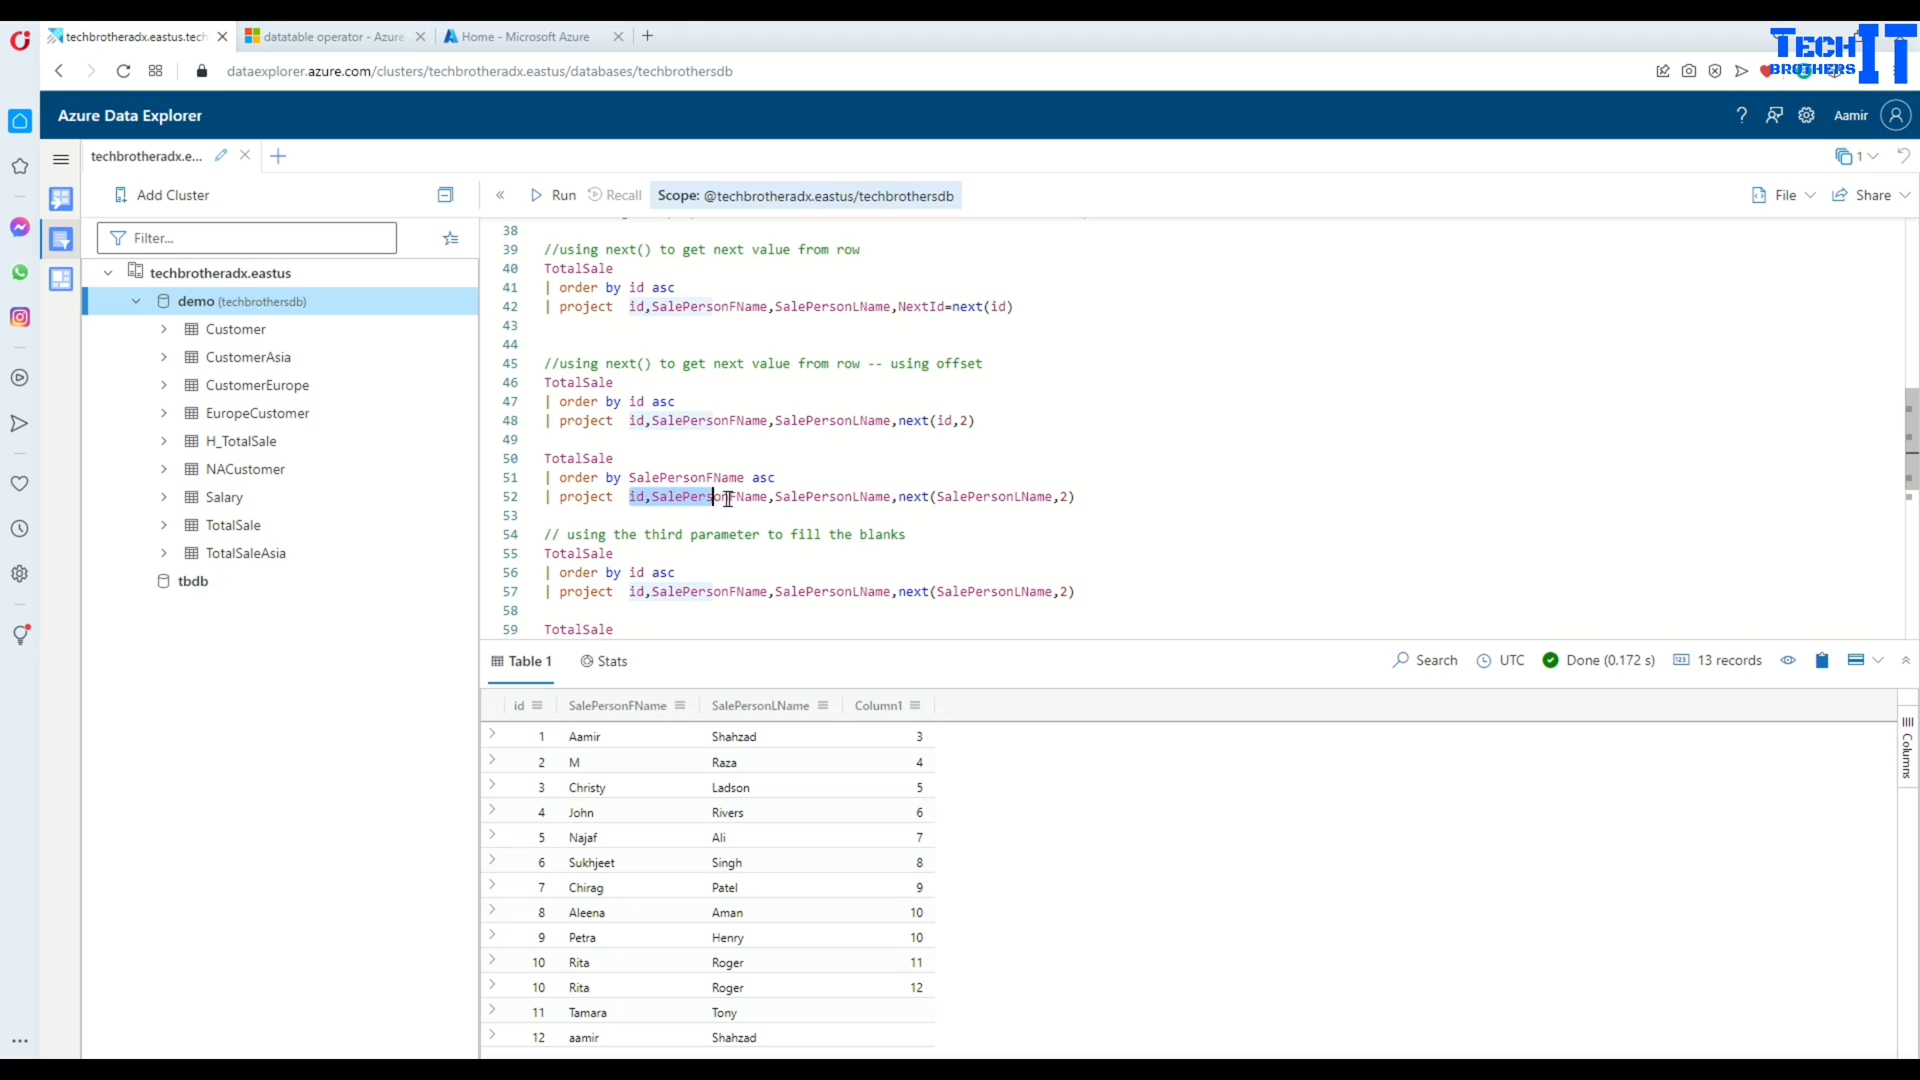 techbrotheradx.eastus.tech
datatable operator - Azure
Home - Microsoft Azure
TECH IT
BROTHERS
dataexplorer.azure.com/clusters/techbrotheradx.eastus/databases/techbrothersdb
Azure Data Explorer
Aamir
techbrotheradx.e...
1
Add Cluster
Run
Recall
Scope: @techbrotheradx.eastus/techbrothersdb
File
Share
Filter...
techbrotheradx.eastus
demo (techbrothersdb)
Customer
CustomerAsia
CustomerEurope
EuropeCustomer
H_TotalSale
NACustomer
Salary
TotalSale
TotalSaleAsia
tbdb
38
39 //using next() to get next value from row
40 TotalSale
41 | order by id asc
42 | project  id,SalePersonFName,SalePersonLName,NextId=next(id)
43
44
45 //using next() to get next value from row -- using offset
46 TotalSale
47 | order by id asc
48 | project  id,SalePersonFName,SalePersonLName,next(id,2)
49
50 TotalSale
51 | order by SalePersonFName asc
52 | project  id,SalePersonFName,SalePersonLName,next(SalePersonLName,2)
53
54 // using the third parameter to fill the blanks
55 TotalSale
56 | order by id asc
57 | project  id,SalePersonFName,SalePersonLName,next(SalePersonLName,2)
58
59 TotalSale
Table 1
Stats
Search
UTC
Done (0.172 s)
13 records
id SalePersonFName SalePersonLName Column1
1 Aamir Shahzad 3
2 M Raza 4
3 Christy Ladson 5
4 John Rivers 6
5 Najaf Ali 7
6 Sukhjeet Singh 8
7 Chirag Patel 9
8 Aleena Aman 10
9 Petra Henry 10
10 Rita Roger 11
10 Rita Roger 12
11 Tamara Tony
12 aamir Shahzad
Columns